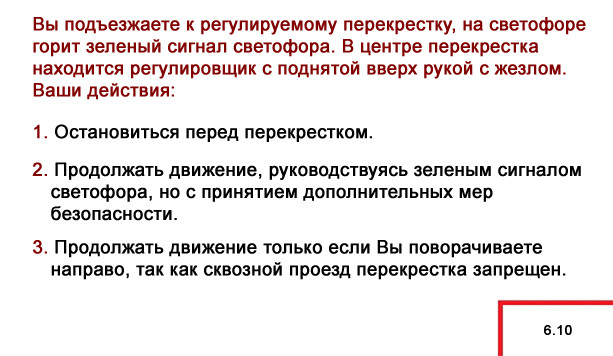 Вы подъезжаете к регулируемому перекрестку, на светофоре
горит зеленый сигнал светофора. В центре перекрестка
находится регулировщик с поднятой вверх рукой с жезлом.
Ваши действия:
1. Остановиться перед перекрестком.
2. Продолжать движение, руководствуясь зеленым сигналом
светофора, но с принятием дополнительных мер
безопасности.
3. Продолжать движение только если Вы поворачиваете
направо, так как сквозной проезд перекрестка запрещен.
6.10